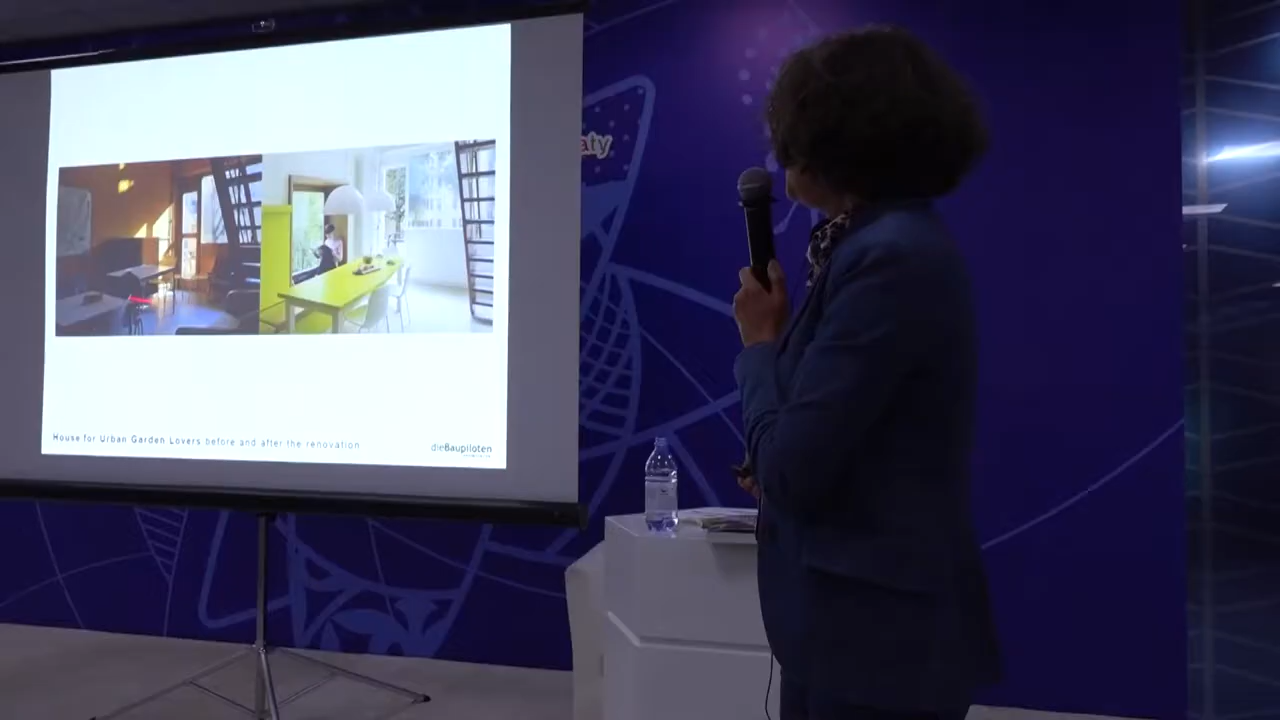 aty
House for Urban Garden Lovers before and after the renovation
dieBaupiloten